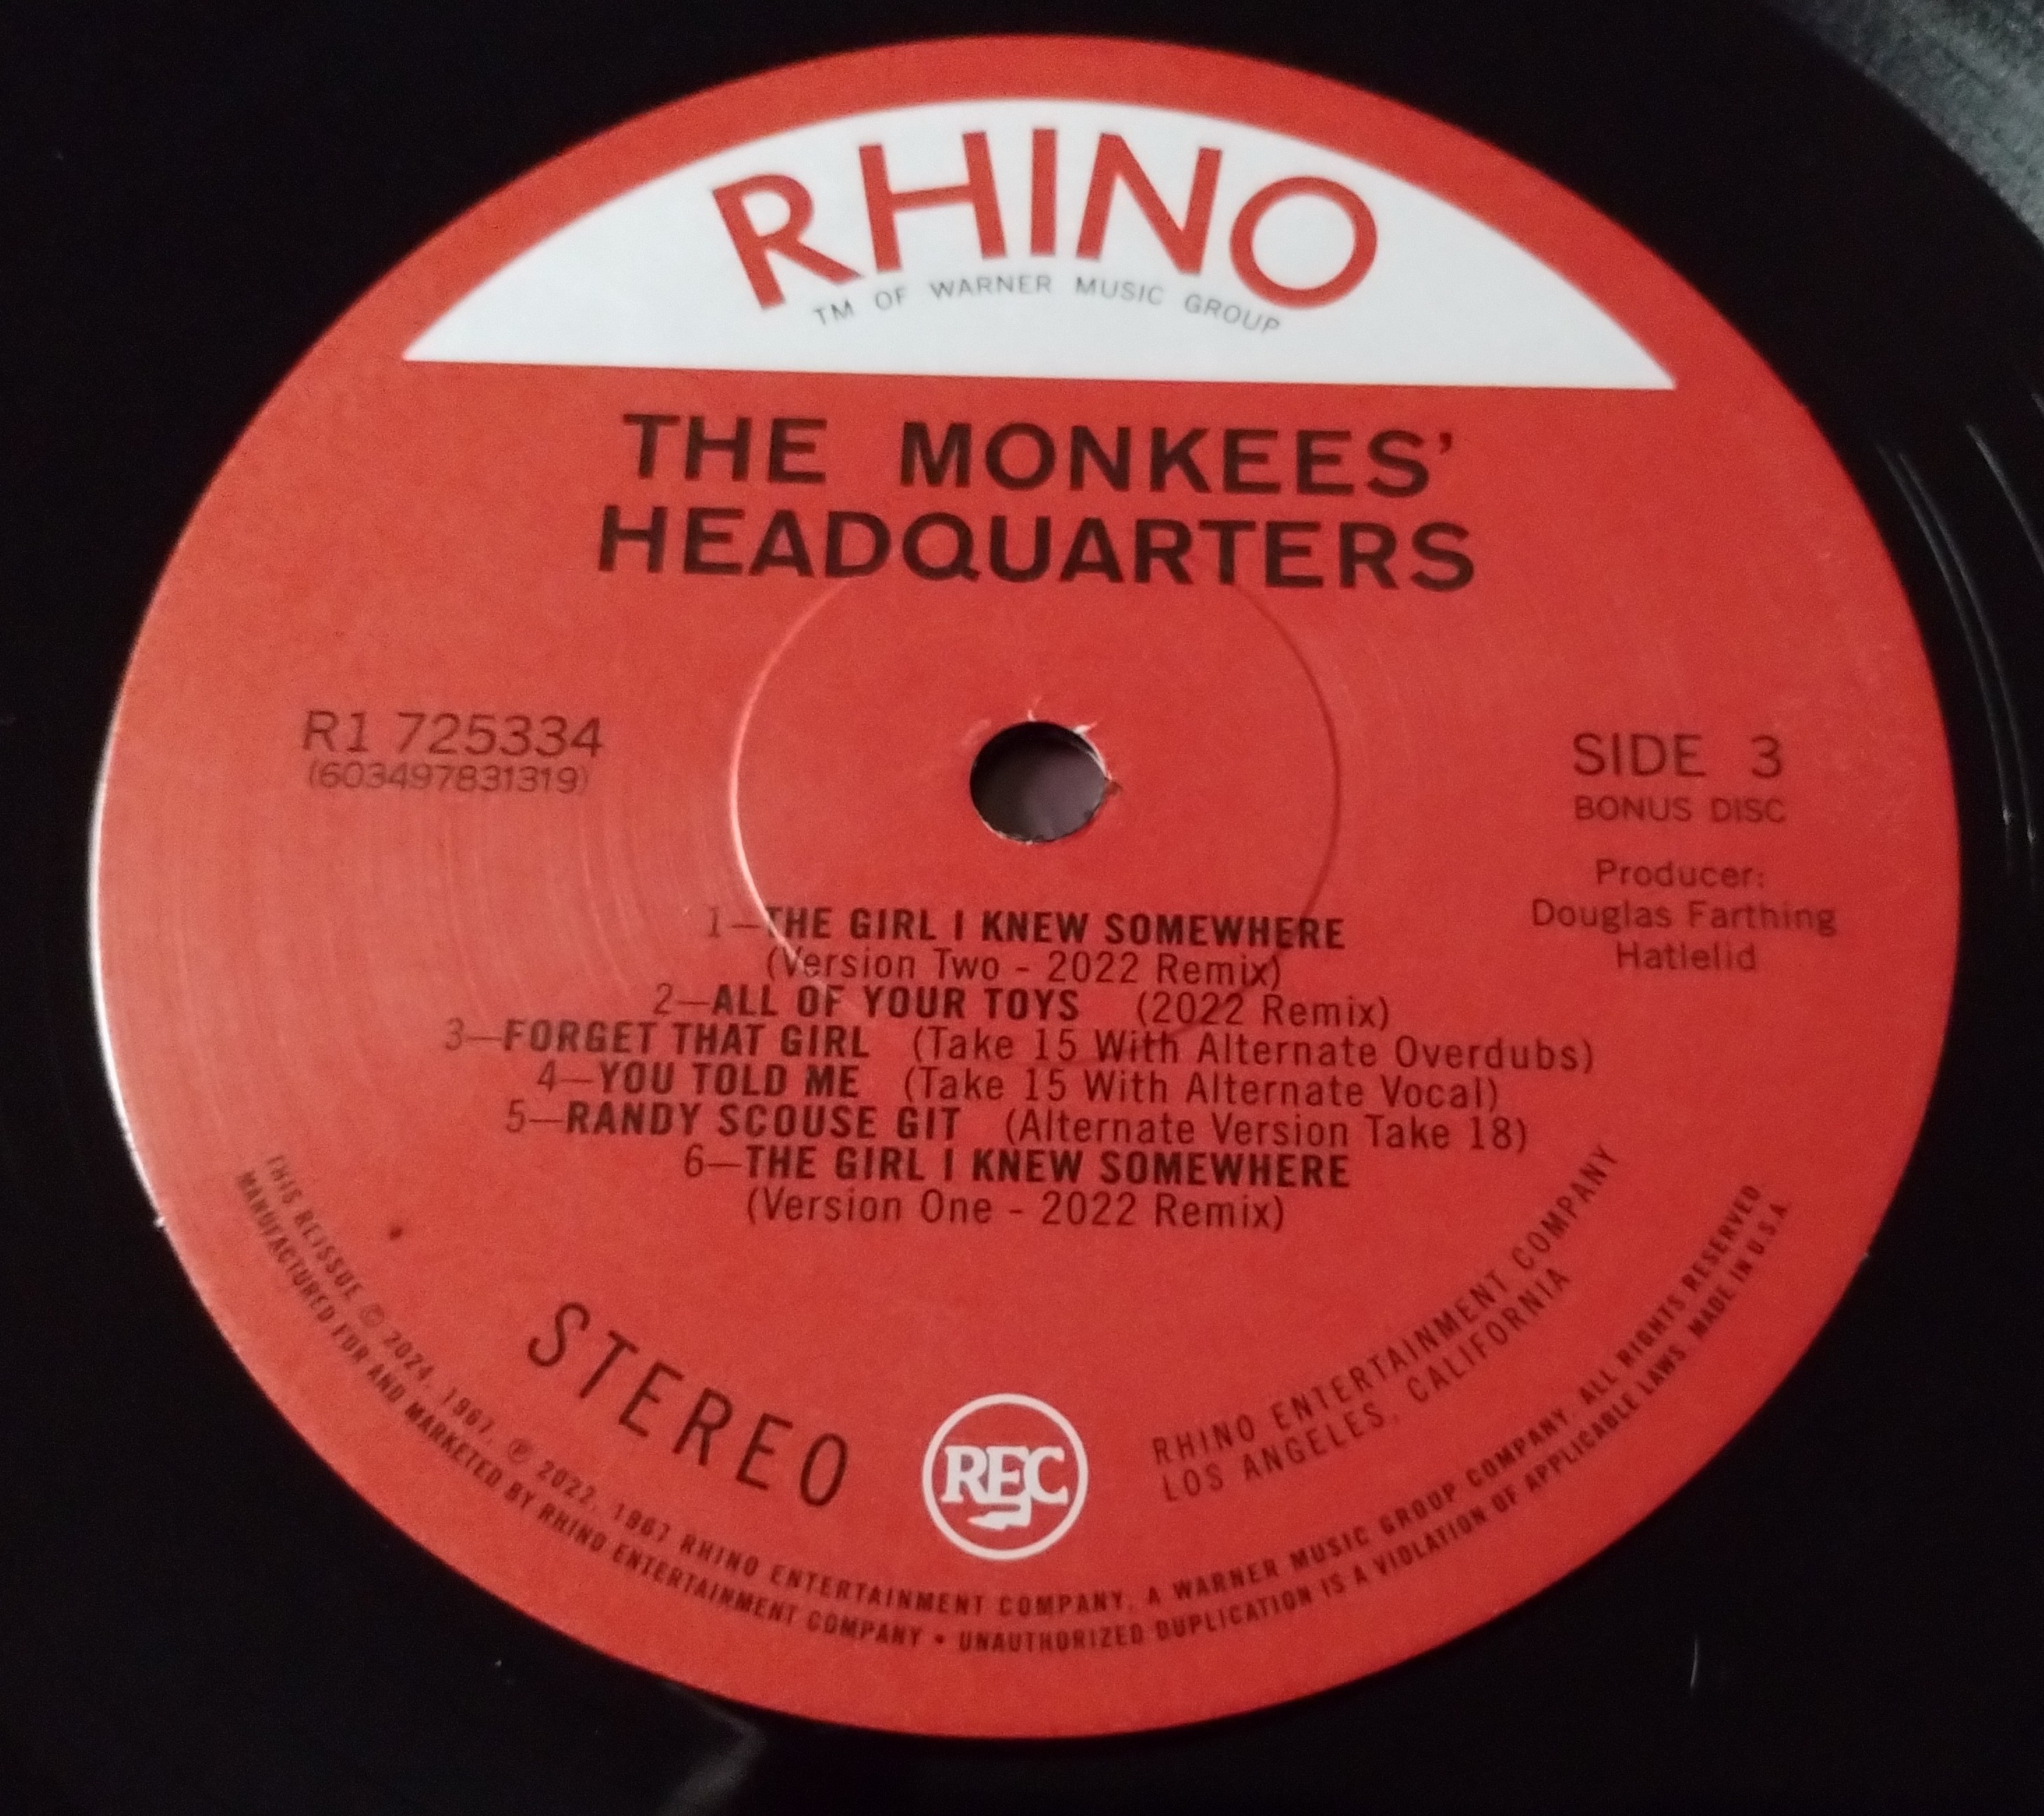 RHINO
TM OF WARNER MUSIC GROUP
THE MONKEES'
HEADQUARTERS
R1 725334
(603497831319)
SIDE 3
BONUS DISC
Producer:
Douglas Farthing
Hatlelid
1—THE GIRL I KNEW SOMEWHERE
(Version Two - 2022 Remix)
2—ALL OF YOUR TOYS (2022 Remix)
3—FORGET THAT GIRL (Take 15 With Alternate Overdubs)
4—YOU TOLD ME (Take 15 With Alternate Vocal)
5—RANDY SCOUSE GIT (Alternate Version Take 18)
6—THE GIRL I KNEW SOMEWHERE
(Version One - 2022 Remix)
STEREO
REC
RHINO ENTERTAINMENT COMPANY
LOS ANGELES, CALIFORNIA
THIS REISSUE © 2024, 1967, ℗ 2022, 1967 RHINO ENTERTAINMENT COMPANY, A WARNER MUSIC GROUP COMPANY. ALL RIGHTS RESERVED.
MANUFACTURED FOR AND MARKETED BY RHINO ENTERTAINMENT COMPANY • UNAUTHORIZED DUPLICATION IS A VIOLATION OF APPLICABLE LAWS. MADE IN U.S.A.